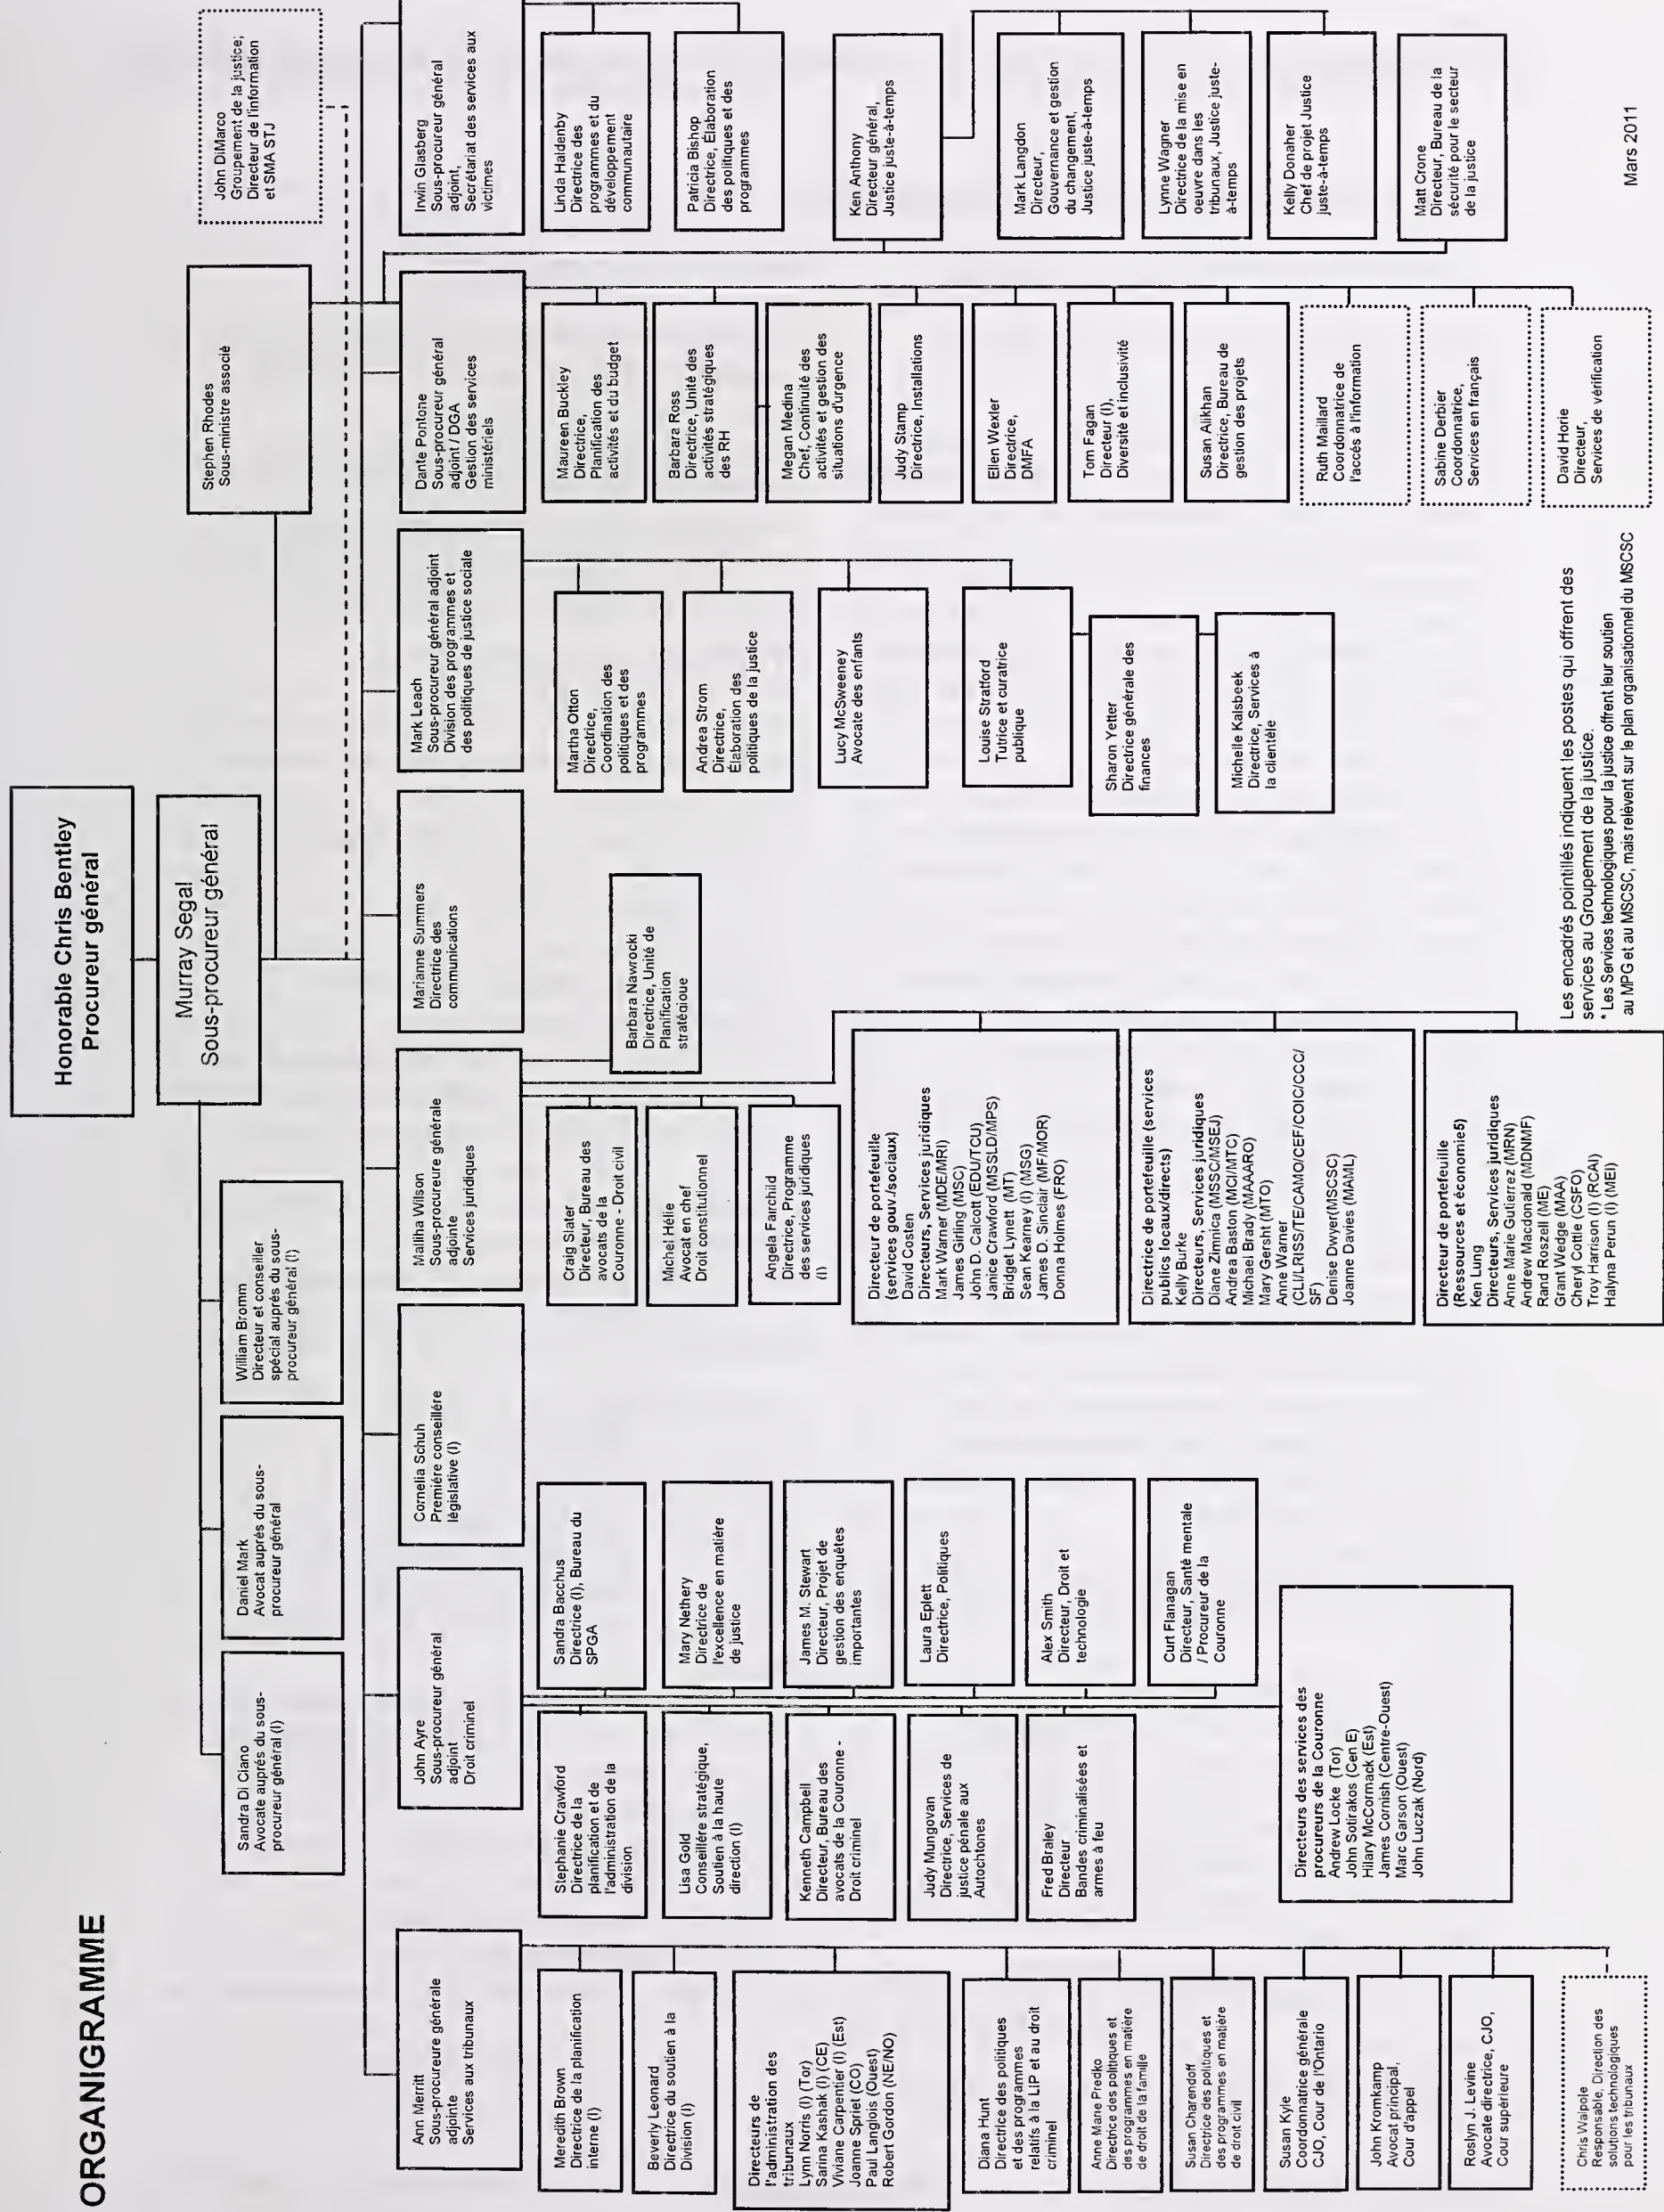 ORGANIGRAMME
Honorable Chris Bentley
Procureur général
Murray Segal
Sous-procureur général
Stephen Rhodes
Sous-ministre associé
John DiMarco
Groupement de la justice;
Directeur de l'information
et SMA STJ
Sandra Di Ciano
Avocate auprès du sous-
procureur général (I)
Daniel Mark
Avocat auprès du sous-
procureur général
William Bromm
Directeur et conseiller
spécial auprès du sous-
procureur général (I)
Ann Merritt
Sous-procureure générale
adjointe
Services aux tribunaux
Meredith Brown
Directrice de la planification
interne (I)
Beverly Leonard
Directrice du soutien à la
Division (I)
Directeurs de
l'administration des
tribunaux
Lynn Norris (I) (Tor)
Sarina Kashak (I) (CE)
Viviane Carpentier (I) (Est)
Joanne Spriet (CO)
Paul Langlois (Ouest)
Robert Gordon (NE/NO)
Diana Hunt
Directrice des politiques
et des programmes
relatifs à la LIP et au droit
criminel
Anne Marie Predko
Directrice des politiques et
des programmes en matière
de droit de la famille
Susan Charendoff
Directrice des politiques et
des programmes en matière
de droit civil
Susan Kyle
Coordonnatrice générale
CJO, Cour de l'Ontario
John Kromkamp
Avocat principal,
Cour d'appel
Roslyn J. Levine
Avocate directrice, CJO,
Cour supérieure
Chris Walpole
Responsable, Direction des
solutions technologiques
pour les tribunaux
John Ayre
Sous-procureur général
adjoint
Droit criminel
Stephanie Crawford
Directrice de la
planification et de
l'administration de la
division
Lisa Gold
Conseillère stratégique,
Soutien à la haute
direction (I)
Kenneth Campbell
Directeur, Bureau des
avocats de la Couronne -
Droit criminel
Judy Mungovan
Directrice, Services de
justice pénale aux
Autochtones
Fred Braley
Directeur
Bandes criminalisées et
armes à feu
Sandra Bacchus
Directrice (I), Bureau du
SPGA
Mary Nethery
Directrice de
l'excellence en matière
de justice
James M. Stewart
Directeur, Projet de
gestion des enquêtes
importantes
Laura Eplett
Directrice, Politiques
Alex Smith
Directeur, Droit et
technologie
Curt Flanagan
Directeur, Santé mentale
/ Procureur de la
Couronne
Directeurs des services des
procureurs de la Couronne
Andrew Locke (Tor)
John Sotirakos (Cen E)
Hilary McCormack (Est)
James Cornish (Centre-Ouest)
Marc Garson (Ouest)
John Luczak (Nord)
Cornelia Schuh
Première conseillère
législative (I)
Malliha Wilson
Sous-procureure générale
adjointe
Services juridiques
Craig Slater
Directeur, Bureau des
avocats de la
Couronne - Droit civil
Michel Hélie
Avocat en chef
Droit constitutionnel
Angela Fairchild
Directrice, Programme
des services juridiques
(I)
Barbara Nawrocki
Directrice, Unité de
Planification
stratégique
Directeur de portefeuille
(services gouv./sociaux)
David Costen
Directeurs, Services juridiques
Mark Warner (MDE/MRI)
James Girling (MSC)
John D. Calcott (EDU/TCU)
Janice Crawford (MSSLD/MPS)
Bridget Lynett (MT)
Sean Kearney (I) (MSG)
James D. Sinclair (MF/MOR)
Donna Holmes (FRO)
Directrice de portefeuille (services
publics locaux/directs)
Kelly Burke
Directeurs, Services juridiques
Diane Zimnica (MSSC/MSEJ)
Andrea Baston (MCI/MTC)
Michael Brady (MAAARO)
Mary Gersht (MTO)
Anne Warner
(CLI/LRISS/TE/CAMO/CEF/COIC/CCC/
SF)
Denise Dwyer(MSCSC)
Joanne Davies (MAML)
Directeur de portefeuille
(Ressources et économies)
Ken Lung
Directeurs, Services juridiques
Anne Marie Gutierrez (MRN)
Andrew Macdonald (MDNMF)
Rand Roszell (ME)
Grant Wedge (MAA)
Cheryl Cottle (CSFO)
Troy Harrison (I) (RCAI)
Halyna Perun (I) (MEI)
Marianne Summers
Directrice des
communications
Mark Leach
Sous-procureur général adjoint
Division des programmes et
des politiques de justice sociale
Martha Otton
Directrice,
Coordination des
politiques et des
programmes
Andrea Strom
Directrice,
Élaboration des
politiques de la justice
Lucy McSweeney
Avocate des enfants
Louise Stratford
Tutrice et curatrice
publique
Sharon Yetter
Directrice générale des
finances
Michelle Kalsbeek
Directrice, Services à
la clientèle
Dante Pontone
Sous-procureur général
adjoint / DGA
Gestion des services
ministériels
Maureen Buckley
Directrice,
Planification des
activités et du budget
Barbara Ross
Directrice, Unité des
activités stratégiques
des RH
Megan Medina
Chef, Continuité des
activités et gestion des
situations d'urgence
Judy Stamp
Directrice, Installations
Ellen Wexler
Directrice,
DMFA
Tom Fagan
Directeur (I),
Diversité et inclusivité
Susan Alikhan
Directrice, Bureau de
gestion des projets
Ruth Maillard
Coordonnatrice de
l'accés à l'information
Sabine Derbier
Coordonnatrice,
Services en français
David Horie
Directeur,
Services de vérification
Irwin Glasberg
Sous-procureur général
adjoint,
Secrétariat des services aux
victimes
Linda Haldenby
Directrice des
programmes et du
développement
communautaire
Patricia Bishop
Directrice, Élaboration
des politiques et des
programmes
Ken Anthony
Directeur général,
Justice juste-à-temps
Mark Langdon
Directeur,
Gouvernance et gestion
du changement,
Justice juste-à-temps
Lynne Wagner
Directrice de la mise en
oeuvre dans les
tribunaux, Justice juste-
à-temps
Kelly Donaher
Chef de projet Justice
juste-à-temps
Matt Crone
Directeur, Bureau de la
sécurité pour le secteur
de la justice
Les encadrés pointillés indiquent les postes qui offrent des
services au Groupement de la justice.
* Les Services technologiques pour la justice offrent leur soutien
au MPG et au MSCSC, mais relèvent sur le plan organisationnel du MSCSC
Mars 2011